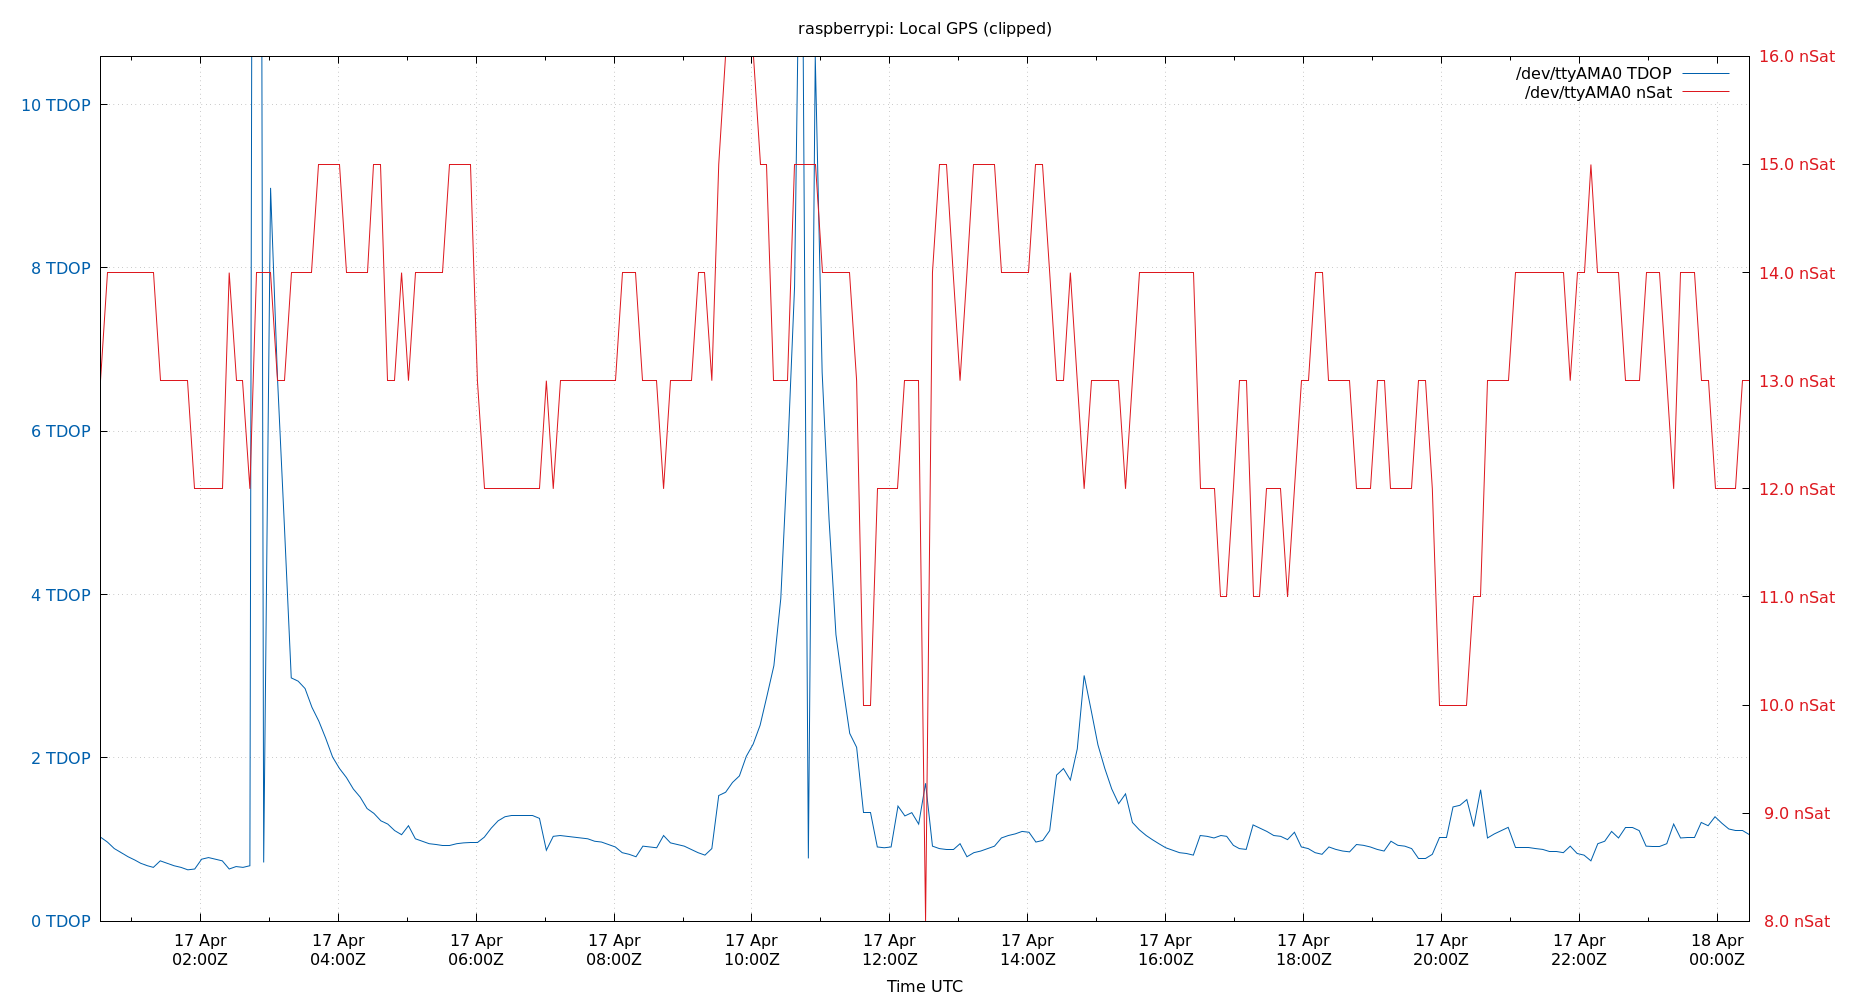 raspberrypi: Local GPS (clipped)
/dev/ttyAMA0 TDOP
/dev/ttyAMA0 nSat
10 TDOP
8 TDOP
6 TDOP
4 TDOP
2 TDOP
0 TDOP
16.0 nSat
15.0 nSat
14.0 nSat
13.0 nSat
12.0 nSat
11.0 nSat
10.0 nSat
9.0 nSat
8.0 nSat
17 Apr 17 Apr 17 Apr 17 Apr 17 Apr 17 Apr 17 Apr 17 Apr 17 Apr 17 Apr 17 Apr 18 Apr
02:00Z 04:00Z 06:00Z 08:00Z 10:00Z 12:00Z 14:00Z 16:00Z 18:00Z 20:00Z 22:00Z 00:00Z
Time UTC